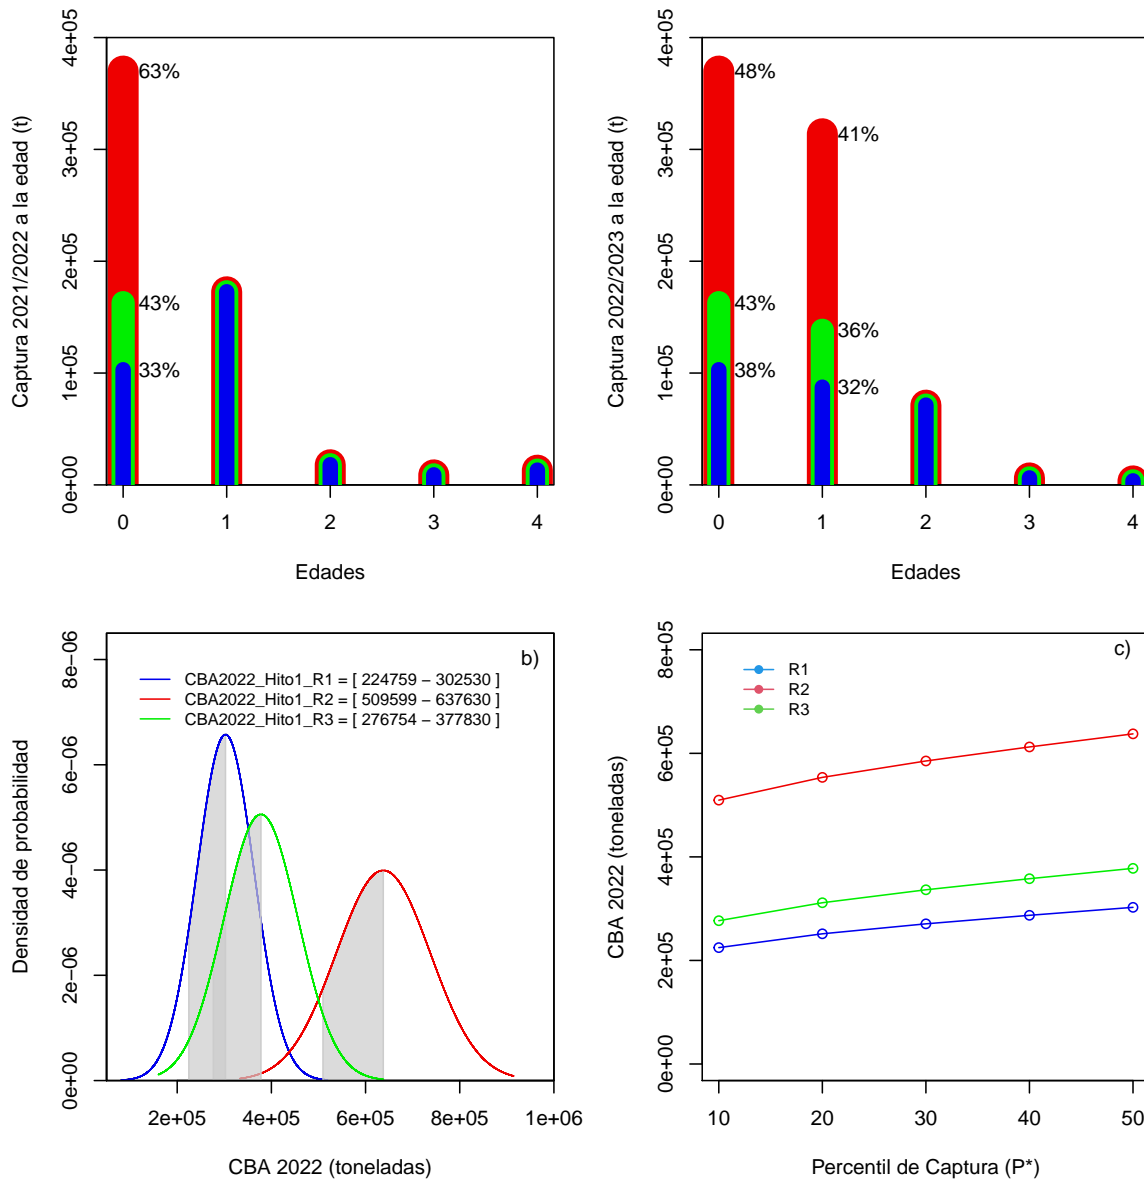 Captura 2021/2022 a la edad (t)
0e+00 1e+05 2e+05 3e+05 4e+05
63%
43%
33%
0 1 2 3 4
Edades
Captura 2022/2023 a la edad (t)
0e+00 1e+05 2e+05 3e+05 4e+05
48%
41%
43%
36%
38%
32%
0 1 2 3 4
Edades
Densidad de probabilidad
0e+00 2e−06 4e−06 6e−06 8e−06
b)
CBA2022_Hito1_R1 = [ 224759 − 302530 ]
CBA2022_Hito1_R2 = [ 509599 − 637630 ]
CBA2022_Hito1_R3 = [ 276754 − 377830 ]
2e+05 4e+05 6e+05 8e+05 1e+06
CBA 2022 (toneladas)
CBA 2022 (toneladas)
0e+00 2e+05 4e+05 6e+05 8e+05
c)
R1
R2
R3
10 20 30 40 50
Percentil de Captura (P*)